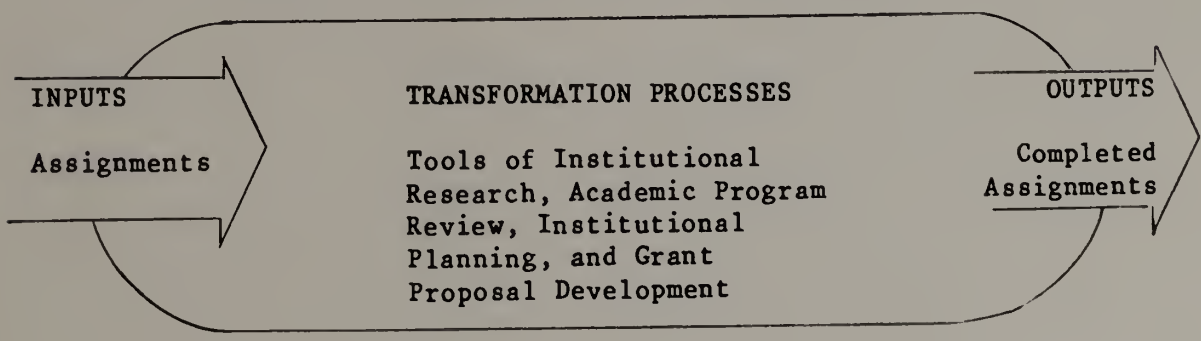 INPUTS
Assignments
TRANSFORMATION PROCESSES
Tools of Institutional
Research, Academic Program
Review, Institutional
Planning, and Grant
Proposal Development
OUTPUTS
Completed
Assignments